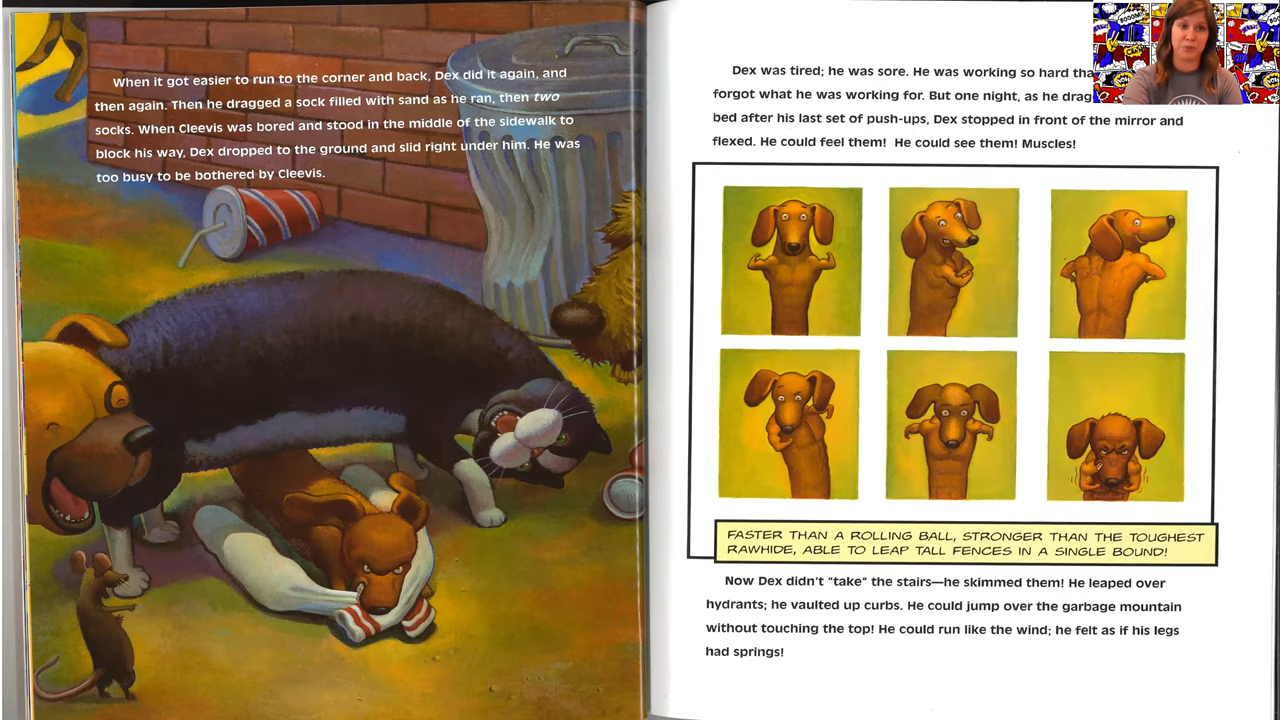 When it got easier to run to the corner and back, Dex did it again, and
then again. Then he dragged a sock filled with sand as he ran, then two
socks. When Cleevis was bored and stood in the middle of the sidewalk to
block his way, Dex dropped to the ground and slid right under him. He was
too busy to be bothered by Cleevis.
Dex was tired; he was sore. He was working so hard tha
forgot what he was working for. But one night, as he drag
bed after his last set of push-ups, Dex stopped in front of the mirror and
flexed. He could feel them! He could see them! Muscles!
FASTER THAN A ROLLING BALL, STRONGER THAN THE TOUGHEST
RAWHIDE, ABLE TO LEAP TALL FENCES IN A SINGLE BOUND!
Now Dex didn't "take" the stairs—he skimmed them! He leaped over
hydrants; he vaulted up curbs. He could jump over the garbage mountain
without touching the top! He could run like the wind; he felt as if his legs
had springs!